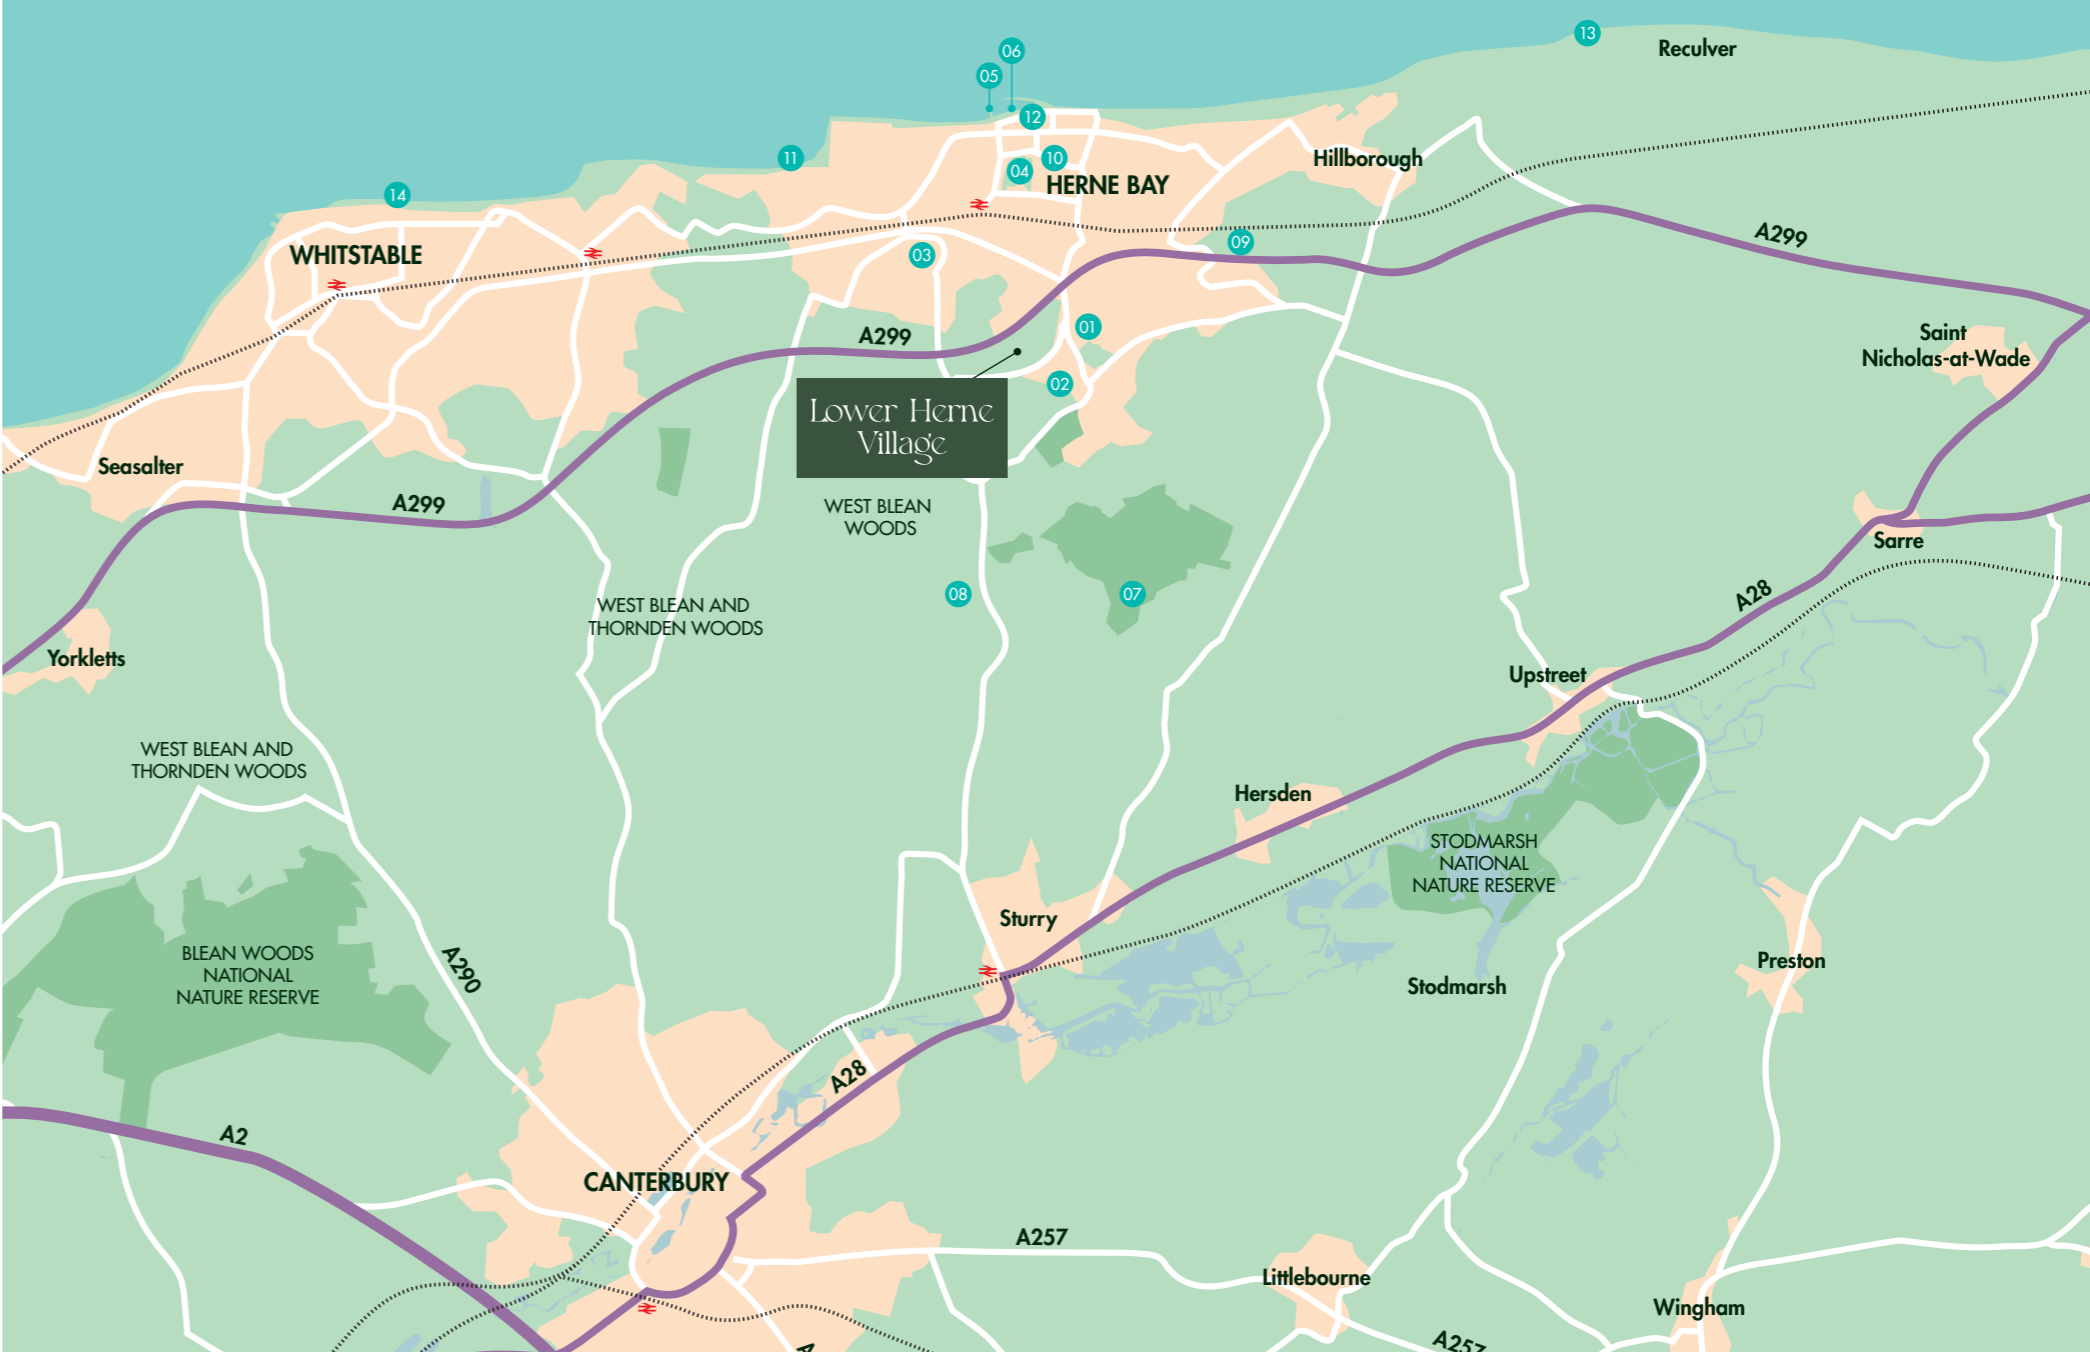 13
Reculver
06
05
12
11
10
04
HERNE BAY
Hillborough
14
WHITSTABLE
03
09
A299
01
A299
Saint
Nicholas-at-Wade
02
Lower Herne
Village
Seasalter
A299
WEST BLEAN
WOODS
Sarre
08
07
A28
WEST BLEAN AND
THORNDEN WOODS
Yorkletts
Upstreet
WEST BLEAN AND
THORNDEN WOODS
Hersden
STODMARSH
NATIONAL
NATURE RESERVE
Sturry
BLEAN WOODS
NATIONAL
NATURE RESERVE
A290
Preston
Stodmarsh
A28
A2
CANTERBURY
A257
Littlebourne
Wingham
A257
A